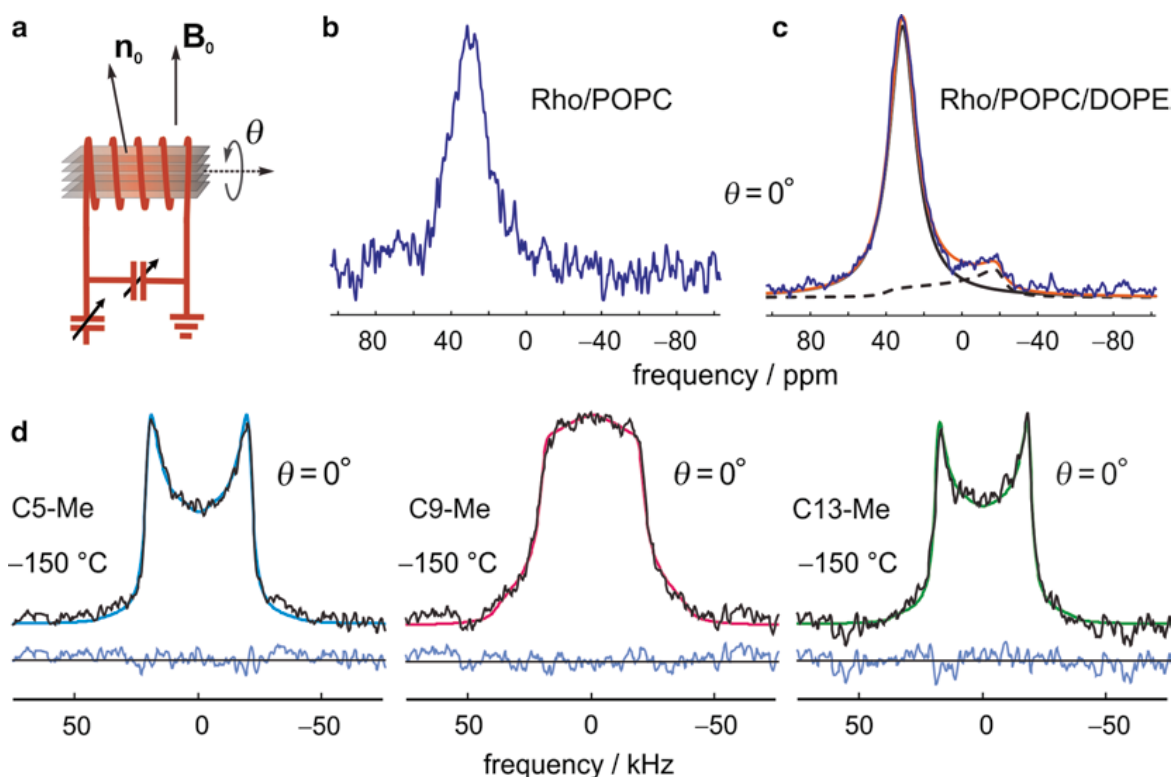 a
n₀
B₀
θ
b
Rho/POPC
80 40 0 −40 −80
c
Rho/POPC/DOPE
θ = 0°
80 40 0 −40 −80
frequency / ppm
d
θ = 0°
C5-Me
−150 °C
50 0 −50
θ = 0°
C9-Me
−150 °C
50 0 −50
θ = 0°
C13-Me
−150 °C
50 0 −50
frequency / kHz